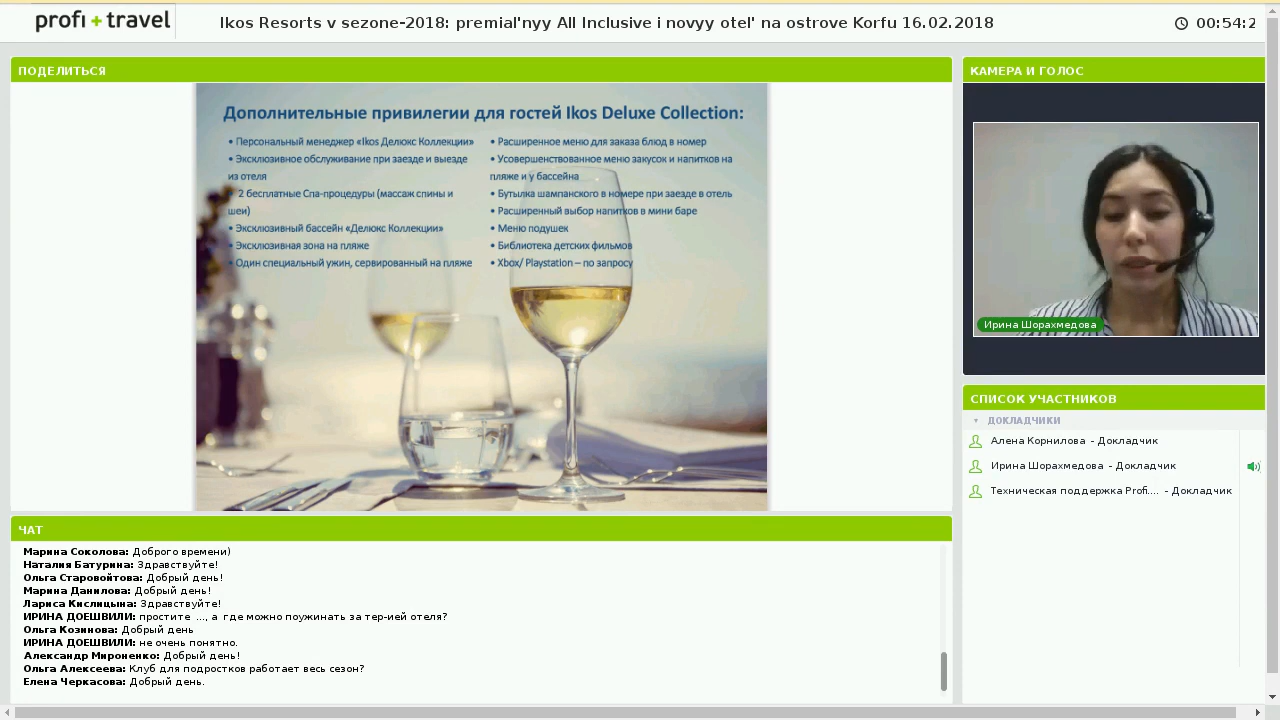 profi + travel
Ikos Resorts v sezone-2018: premial'nyy All Inclusive i novyy otel' na ostrove Korfu 16.02.2018
00:54:2
ПОДЕЛИТЬСЯ
Дополнительные привилегии для гостей Ikos Deluxe Collection:
• Персональный менеджер «Ikos Делюкс Коллекции»
• Эксклюзивное обслуживание при заезде и выезде
из отеля
• 2 бесплатные Спа-процедуры (массаж спины и
шеи)
• Эксклюзивный бассейн «Делюкс Коллекции»
• Эксклюзивная зона на пляже
• Один специальный ужин, сервированный на пляже
• Расширенное меню для заказа блюд в номер
• Усовершенствованное меню закусок и напитков на
пляже и у бассейна
• Бутылка шампанского в номере при заезде в отель
• Расширенный выбор напитков в мини баре
• Меню подушек
• Библиотека детских фильмов
• Xbox/ Playstation – по запросу
КАМЕРА И ГОЛОС
Ирина Шорахмедова
СПИСОК УЧАСТНИКОВ
ДОКЛАДЧИКИ
Алена Корнилова - Докладчик
Ирина Шорахмедова - Докладчик
Техническая поддержка Profi.... - Докладчик
ЧАТ
Марина Соколова: Доброго времени)
Наталия Батурина: Здравствуйте!
Ольга Старовойтова: Добрый день!
Марина Данилова: Добрый день!
Лариса Кислицына: Здравствуйте!
ИРИНА ДОЕШВИЛИ: простите ..., а где можно поужинать за тер-ией отеля?
Ольга Козинова: Добрый день
ИРИНА ДОЕШВИЛИ: не очень понятно.
Александр Мироненко: Добрый день!
Ольга Алексеева: Клуб для подростков работает весь сезон?
Елена Черкасова: Добрый день.